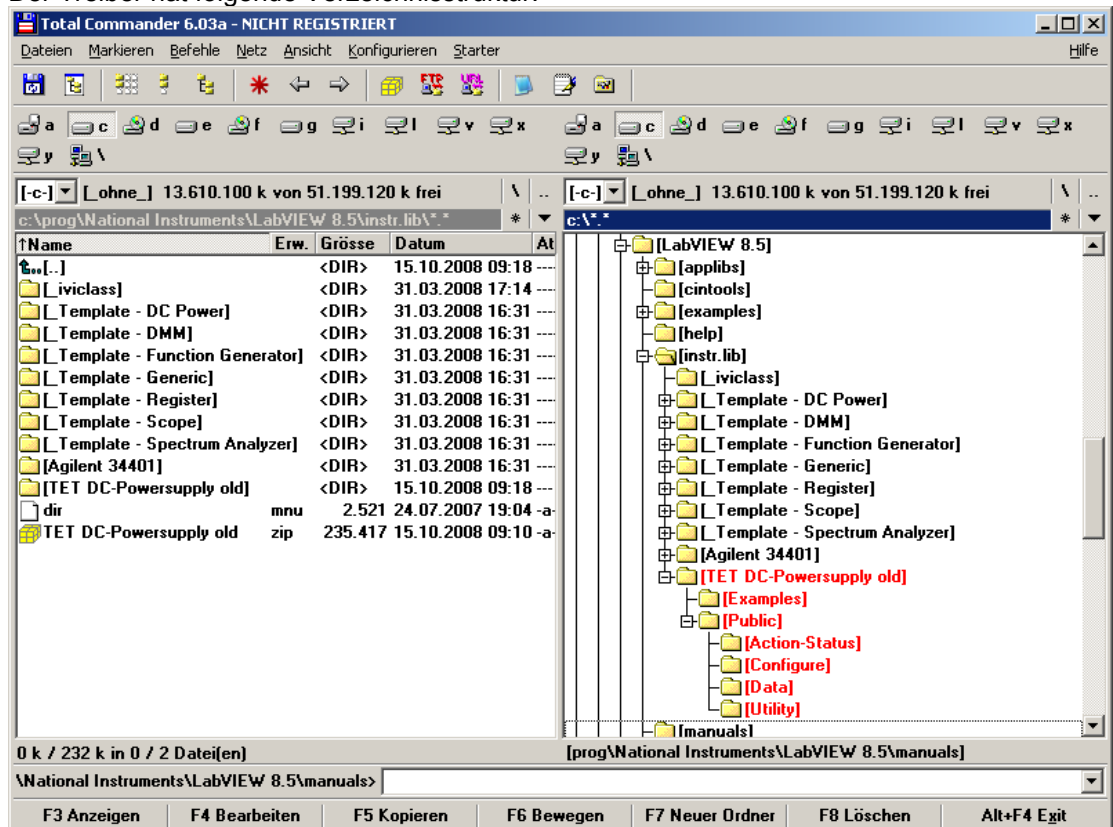 Der Treiber hat folgende Verzeichnisstruktur:
Total Commander 6.03a - NICHT REGISTRIERT
Dateien Markieren Befehle Netz Ansicht Konfigurieren Starter Hilfe
FTP URL
a c d e f g i l v x
y \
a c d e f g i l v x
y \
[-c-] [_ohne_] 13.610.100 k von 51.199.120 k frei \ ..
[-c-] [_ohne_] 13.610.100 k von 51.199.120 k frei \ ..
c:\prog\National Instruments\LabVIEW 8.5\instr.lib\*.* *
c:\*.* *
↑Name Erw. Grösse Datum At
[..] <DIR> 15.10.2008 09:18 ----
[_iviclass] <DIR> 31.03.2008 17:14 ----
[_Template - DC Power] <DIR> 31.03.2008 16:31 ----
[_Template - DMM] <DIR> 31.03.2008 16:31 ----
[_Template - Function Generator] <DIR> 31.03.2008 16:31 ----
[_Template - Generic] <DIR> 31.03.2008 16:31 ----
[_Template - Register] <DIR> 31.03.2008 16:31 ----
[_Template - Scope] <DIR> 31.03.2008 16:31 ----
[_Template - Spectrum Analyzer] <DIR> 31.03.2008 16:31 ----
[Agilent 34401] <DIR> 31.03.2008 16:31 ----
[TET DC-Powersupply old] <DIR> 15.10.2008 09:18 ---
dir mnu 2.521 24.07.2007 19:04 -a-
TET DC-Powersupply old zip 235.417 15.10.2008 09:10 -a-
[LabVIEW 8.5]
[applibs]
[cintools]
[examples]
[help]
[instr.lib]
[_iviclass]
[_Template - DC Power]
[_Template - DMM]
[_Template - Function Generator]
[_Template - Generic]
[_Template - Register]
[_Template - Scope]
[_Template - Spectrum Analyzer]
[Agilent 34401]
[TET DC-Powersupply old]
[Examples]
[Public]
[Action-Status]
[Configure]
[Data]
[Utility]
[manuals]
0 k / 232 k in 0 / 2 Datei(en)
[prog\National Instruments\LabVIEW 8.5\manuals]
\National Instruments\LabVIEW 8.5\manuals>
F3 Anzeigen F4 Bearbeiten F5 Kopieren F6 Bewegen F7 Neuer Ordner F8 Löschen Alt+F4 Exit